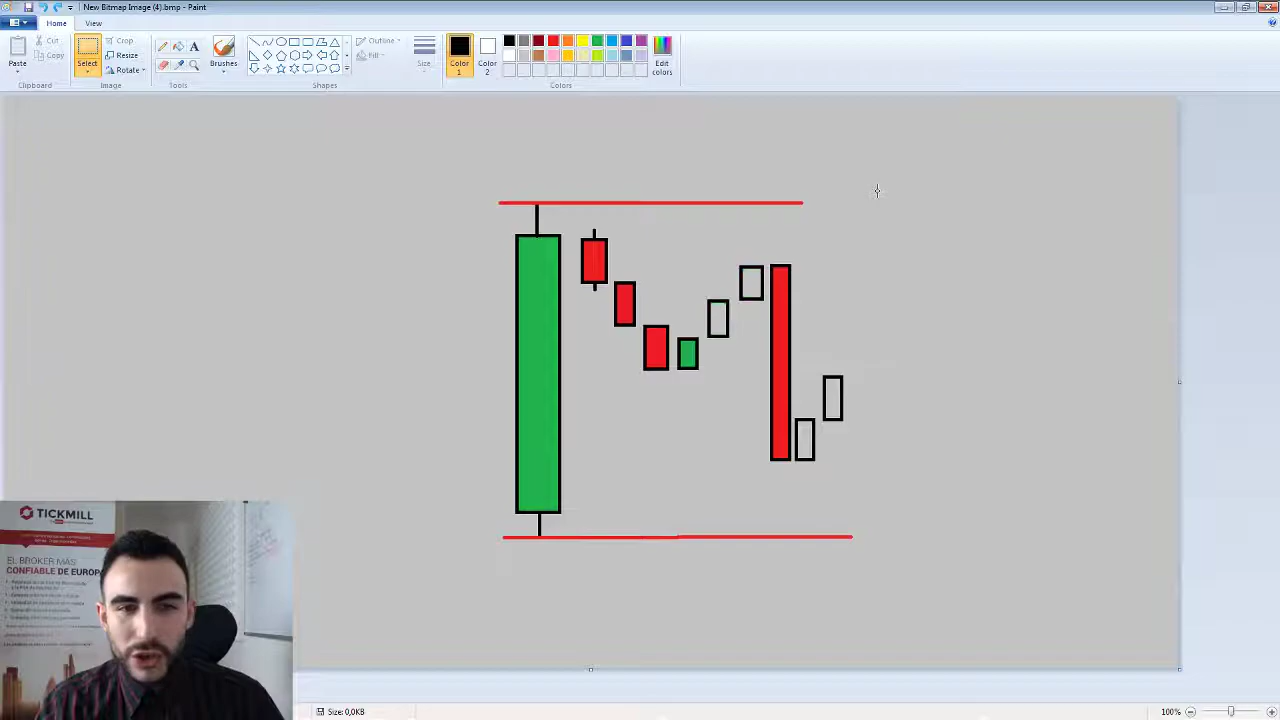 New Bitmap Image (4).bmp - Paint
Home
View
Paste
Cut
Copy
Clipboard
Select
Crop
Resize
Rotate
Image
A
Tools
Brushes
Outline
Fill
Shapes
Size
Color
1
Color
2
Edit
colors
Colors
TICKMILL
EL BROKER MÁS
CONFIABLE DE EUROPA
Size: 0,0KB
100%